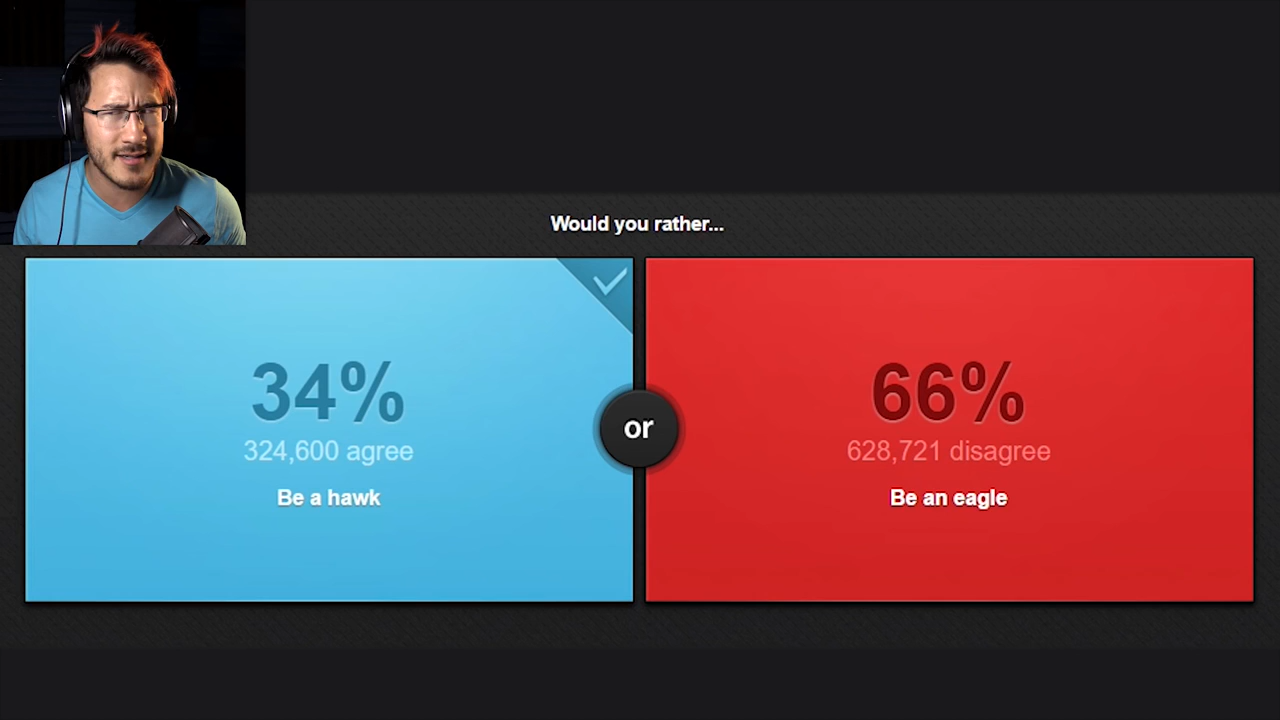 Would you rather...
34%
324,600 agree
Be a hawk
or
66%
628,721 disagree
Be an eagle